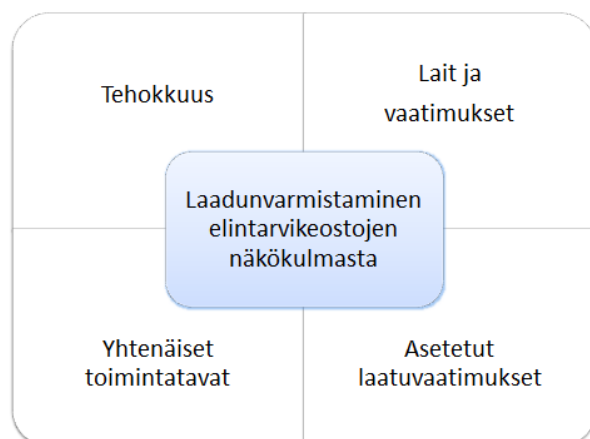 Tehokkuus
Lait ja
vaatimukset
Laadunvarmistaminen
elintarvikeostojen
näkökulmasta
Yhtenäiset
toimintatavat
Asetetut
laatuvaatimukset